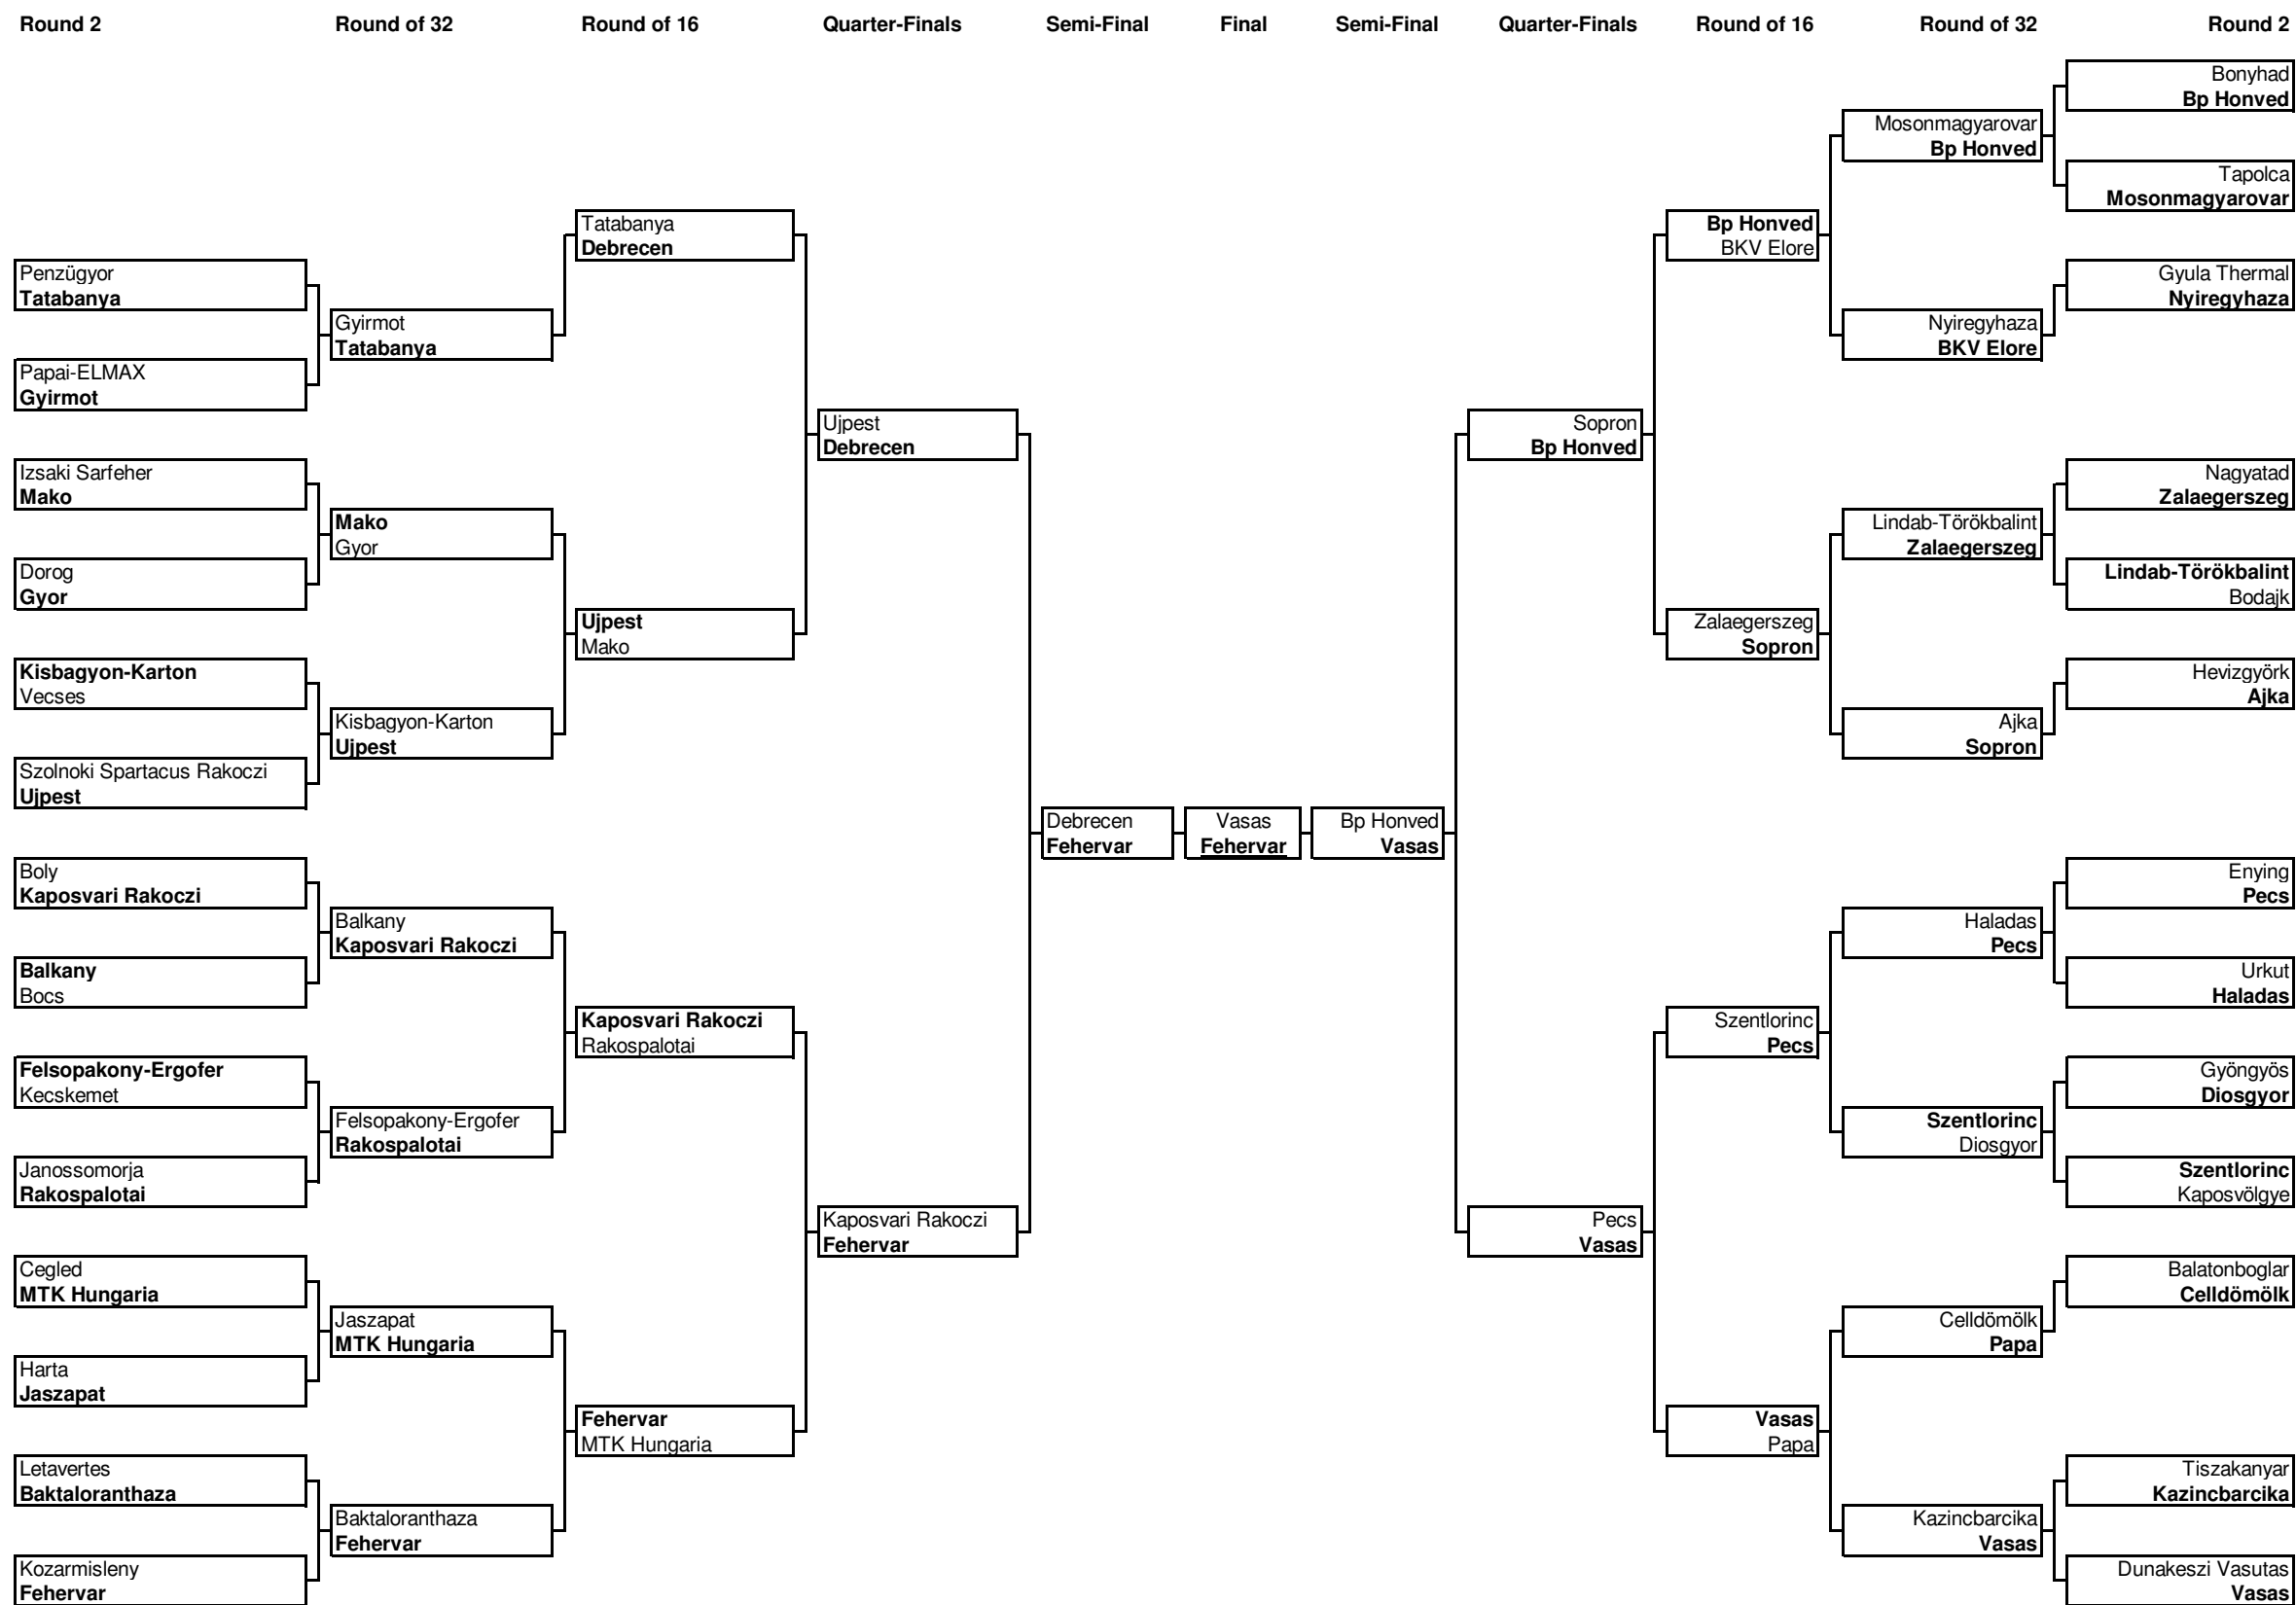 Round 2
Round of 32
Round of 16
Quarter-Finals
Semi-Final
Final
Semi-Final
Quarter-Finals
Round of 16
Round of 32
Round 2
Penzügyor
Tatabanya
Papai-ELMAX
Gyirmot
Izsaki Sarfeher
Mako
Dorog
Gyor
Kisbagyon-Karton
Vecses
Szolnoki Spartacus Rakoczi
Ujpest
Boly
Kaposvari Rakoczi
Balkany
Bocs
Felsopakony-Ergofer
Kecskemet
Janossomorja
Rakospalotai
Cegled
MTK Hungaria
Harta
Jaszapat
Letavertes
Baktaloranthaza
Kozarmisleny
Fehervar
Gyirmot
Tatabanya
Mako
Gyor
Kisbagyon-Karton
Ujpest
Balkany
Kaposvari Rakoczi
Felsopakony-Ergofer
Rakospalotai
Jaszapat
MTK Hungaria
Baktaloranthaza
Fehervar
Tatabanya
Debrecen
Ujpest
Mako
Kaposvari Rakoczi
Rakospalotai
Fehervar
MTK Hungaria
Ujpest
Debrecen
Kaposvari Rakoczi
Fehervar
Debrecen
Fehervar
Vasas
Fehervar
Bp Honved
Vasas
Sopron
Bp Honved
Pecs
Vasas
Bp Honved
BKV Elore
Zalaegerszeg
Sopron
Szentlorinc
Pecs
Vasas
Papa
Mosonmagyarovar
Bp Honved
Nyiregyhaza
BKV Elore
Lindab-Törökbalint
Zalaegerszeg
Ajka
Sopron
Haladas
Pecs
Szentlorinc
Diosgyor
Celldömölk
Papa
Kazincbarcika
Vasas
Bonyhad
Bp Honved
Tapolca
Mosonmagyarovar
Gyula Thermal
Nyiregyhaza
Nagyatad
Zalaegerszeg
Lindab-Törökbalint
Bodajk
Hevizgyörk
Ajka
Enying
Pecs
Urkut
Haladas
Gyöngyös
Diosgyor
Szentlorinc
Kaposvölgye
Balatonboglar
Celldömölk
Tiszakanyar
Kazincbarcika
Dunakeszi Vasutas
Vasas